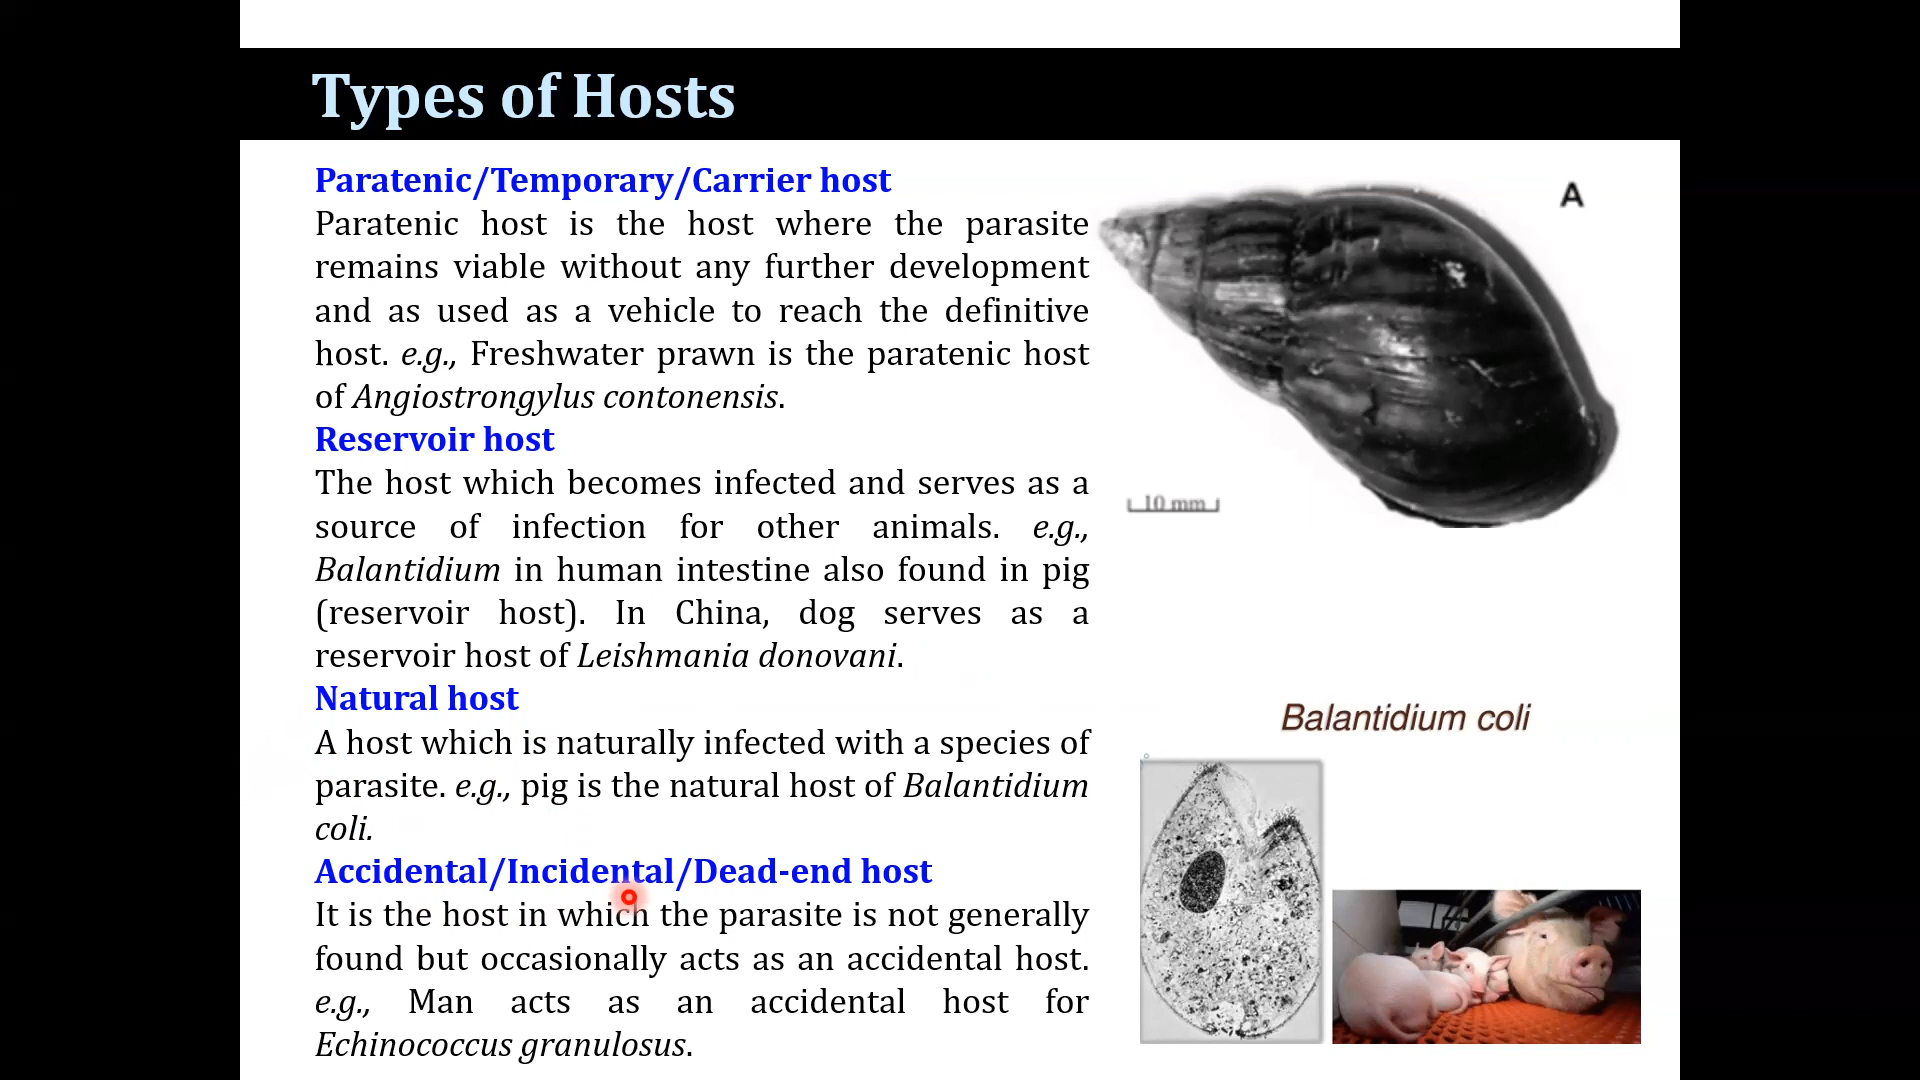 Types of Hosts
Paratenic/Temporary/Carrier host
Paratenic host is the host where the parasite
remains viable without any further development
and as used as a vehicle to reach the definitive
host. e.g., Freshwater prawn is the paratenic host
of Angiostrongylus contonensis.
Reservoir host
The host which becomes infected and serves as a
source of infection for other animals. e.g.,
Balantidium in human intestine also found in pig
(reservoir host). In China, dog serves as a
reservoir host of Leishmania donovani.
Natural host
A host which is naturally infected with a species of
parasite. e.g., pig is the natural host of Balantidium
coli.
Accidental/Incidental/Dead-end host
It is the host in which the parasite is not generally
found but occasionally acts as an accidental host.
e.g., Man acts as an accidental host for
Echinococcus granulosus.
A
10 mm
Balantidium coli